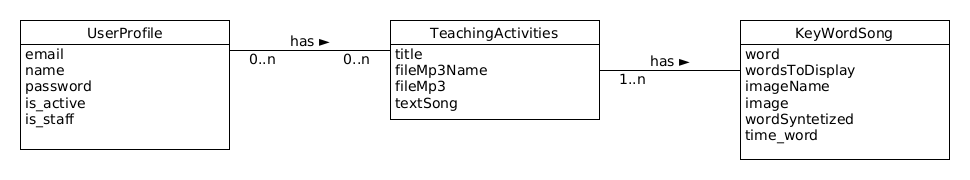 UserProfile
email
name
password
is_active
is_staff
has ►
0..n
0..n
TeachingActivities
title
fileMp3Name
fileMp3
textSong
has ►
1..n
KeyWordSong
word
wordsToDisplay
imageName
image
wordSyntetized
time_word